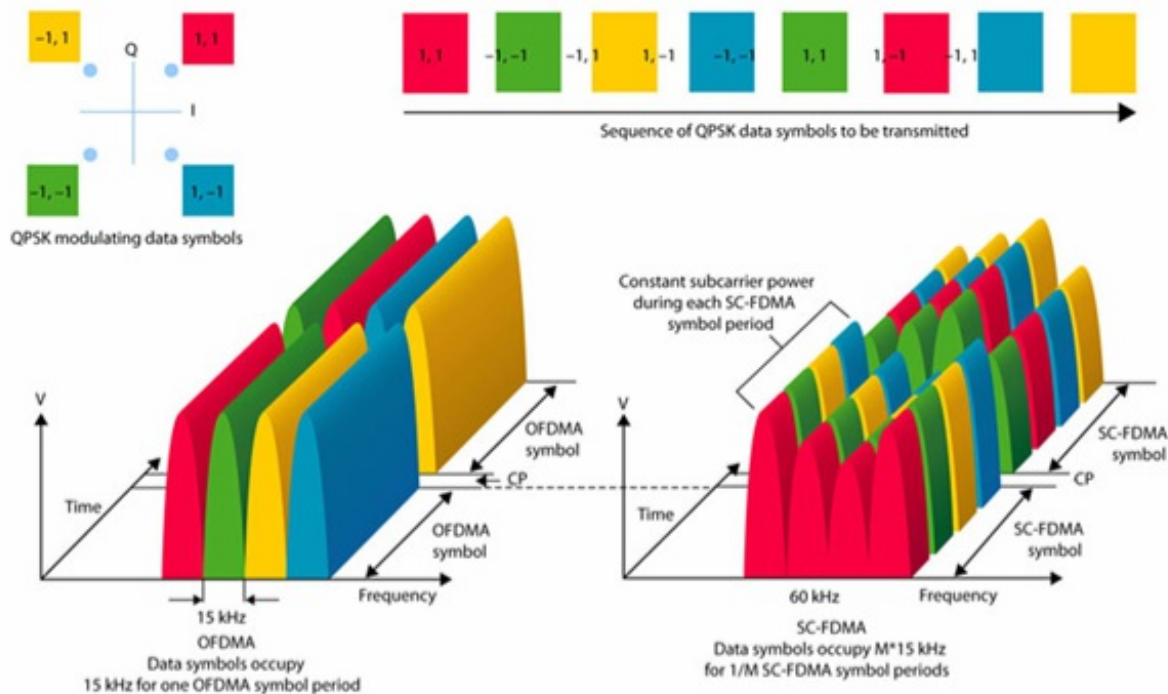 –1, 1
Q
1, 1
I
–1, –1
1, –1
QPSK modulating data symbols
1, 1
–1, –1
–1, 1
1, –1
–1, –1
1, 1
1, –1
–1, 1
Sequence of QPSK data symbols to be transmitted
Constant subcarrier power
during each SC-FDMA
symbol period
V
Time
OFDMA
symbol
CP
OFDMA
symbol
Frequency
15 kHz
OFDMA
Data symbols occupy
15 kHz for one OFDMA symbol period
V
Time
SC-FDMA
symbol
CP
SC-FDMA
symbol
60 kHz
Frequency
SC-FDMA
Data symbols occupy M*15 kHz
for 1/M SC-FDMA symbol periods